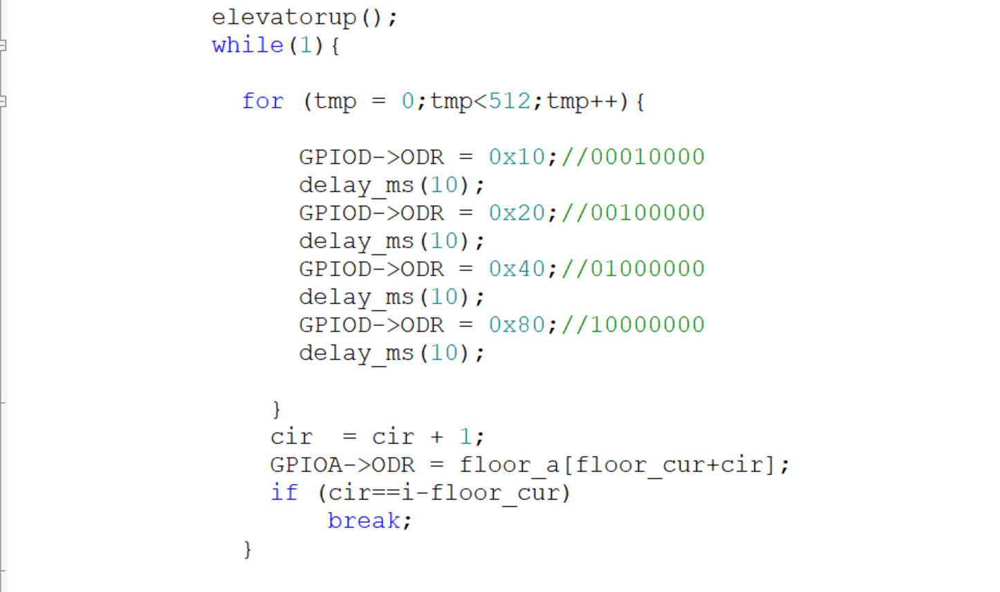 elevatorup();
while(1){
for (tmp = 0;tmp<512;tmp++){
GPIOD->ODR = 0x10;//00010000
delay_ms(10);
GPIOD->ODR = 0x20;//00100000
delay_ms(10);
GPIOD->ODR = 0x40;//01000000
delay_ms(10);
GPIOD->ODR = 0x80;//10000000
delay_ms(10);
}
cir  = cir + 1;
GPIOA->ODR = floor_a[floor_cur+cir];
if (cir==i-floor_cur)
break;
}